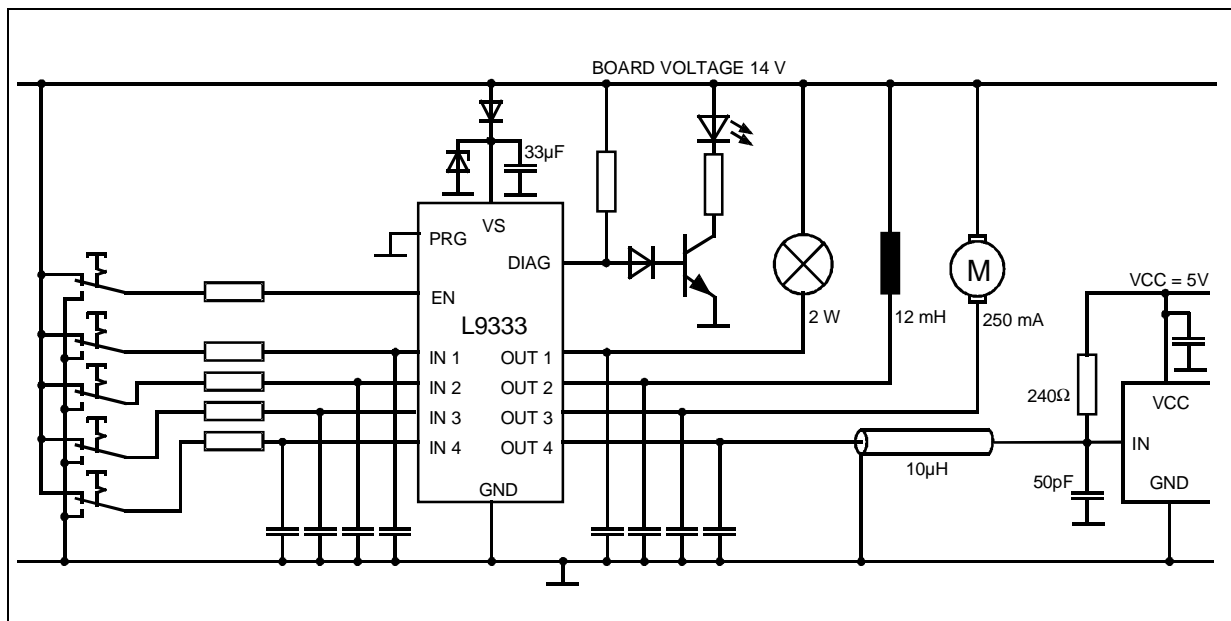 BOARD VOLTAGE 14 V
33µF
VS
PRG
DIAG
EN
L9333
IN 1
IN 2
IN 3
IN 4
OUT 1
OUT 2
OUT 3
OUT 4
GND
2 W
12 mH
M
250 mA
VCC = 5V
240Ω
10µH
50pF
VCC
IN
GND